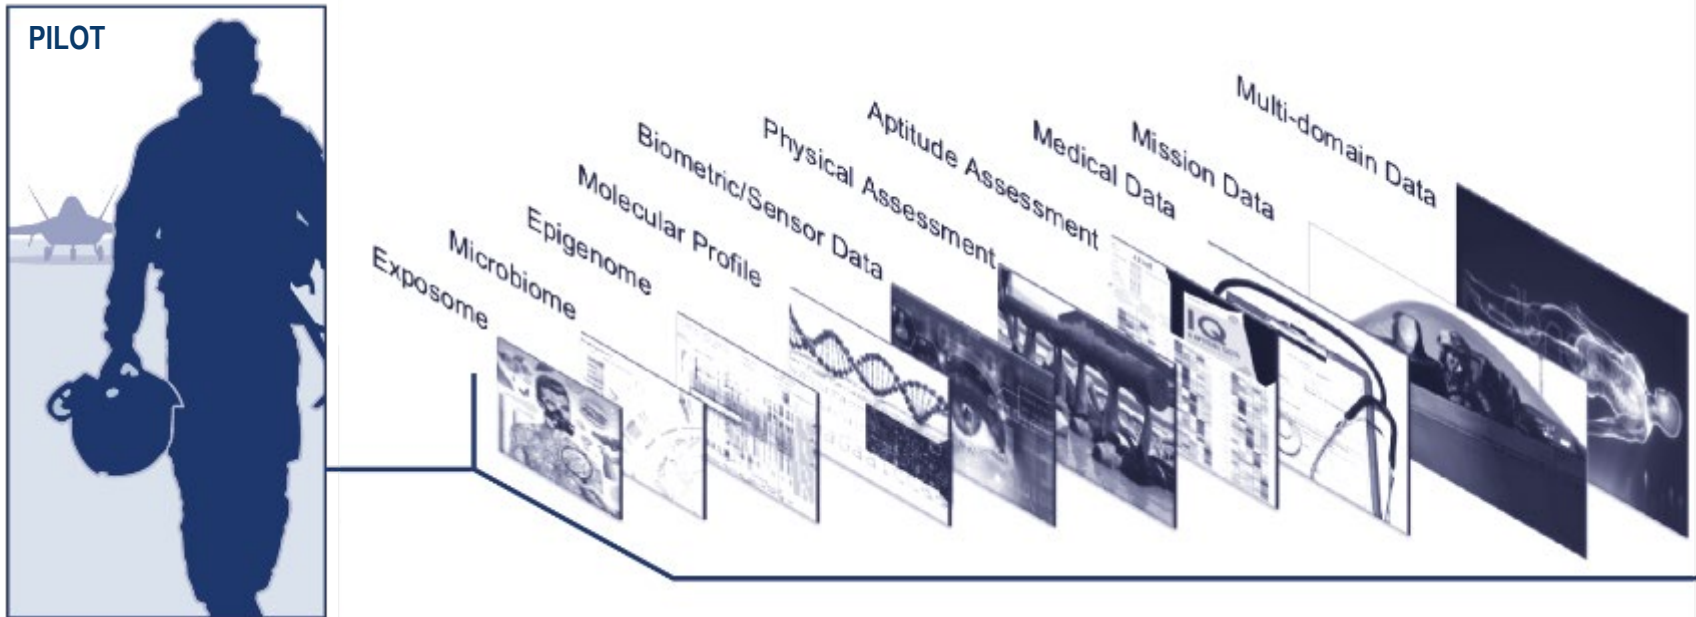 PILOT
Exposome
Microbiome
Epigenome
Molecular Profile
Biometric/Sensor Data
Physical Assessment
Aptitude Assessment
Medical Data
Mission Data
Multi-domain Data
IQ